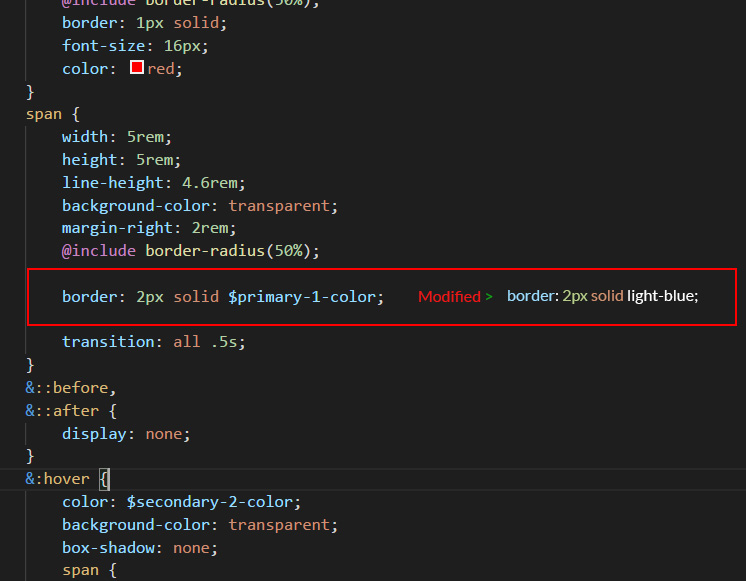 @include border-radius(50%);
border: 1px solid;
font-size: 16px;
color: red;
}
span {
width: 5rem;
height: 5rem;
line-height: 4.6rem;
background-color: transparent;
margin-right: 2rem;
@include border-radius(50%);
border: 2px solid $primary-1-color; Modified > border: 2px solid light-blue;
transition: all .5s;
}
&::before,
&::after {
display: none;
}
&:hover {
color: $secondary-2-color;
background-color: transparent;
box-shadow: none;
span {